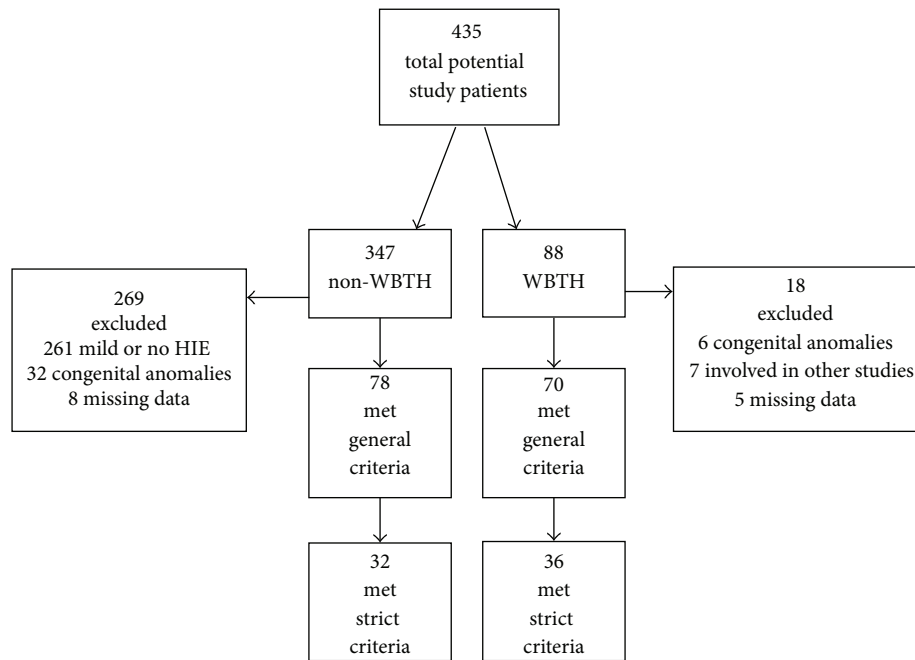 435
total potential
study patients
347
non-WBTH
88
WBTH
269
excluded
261 mild or no HIE
32 congenital anomalies
8 missing data
18
excluded
6 congenital anomalies
7 involved in other studies
5 missing data
78
met
general
criteria
70
met
general
criteria
32
met
strict
criteria
36
met
strict
criteria